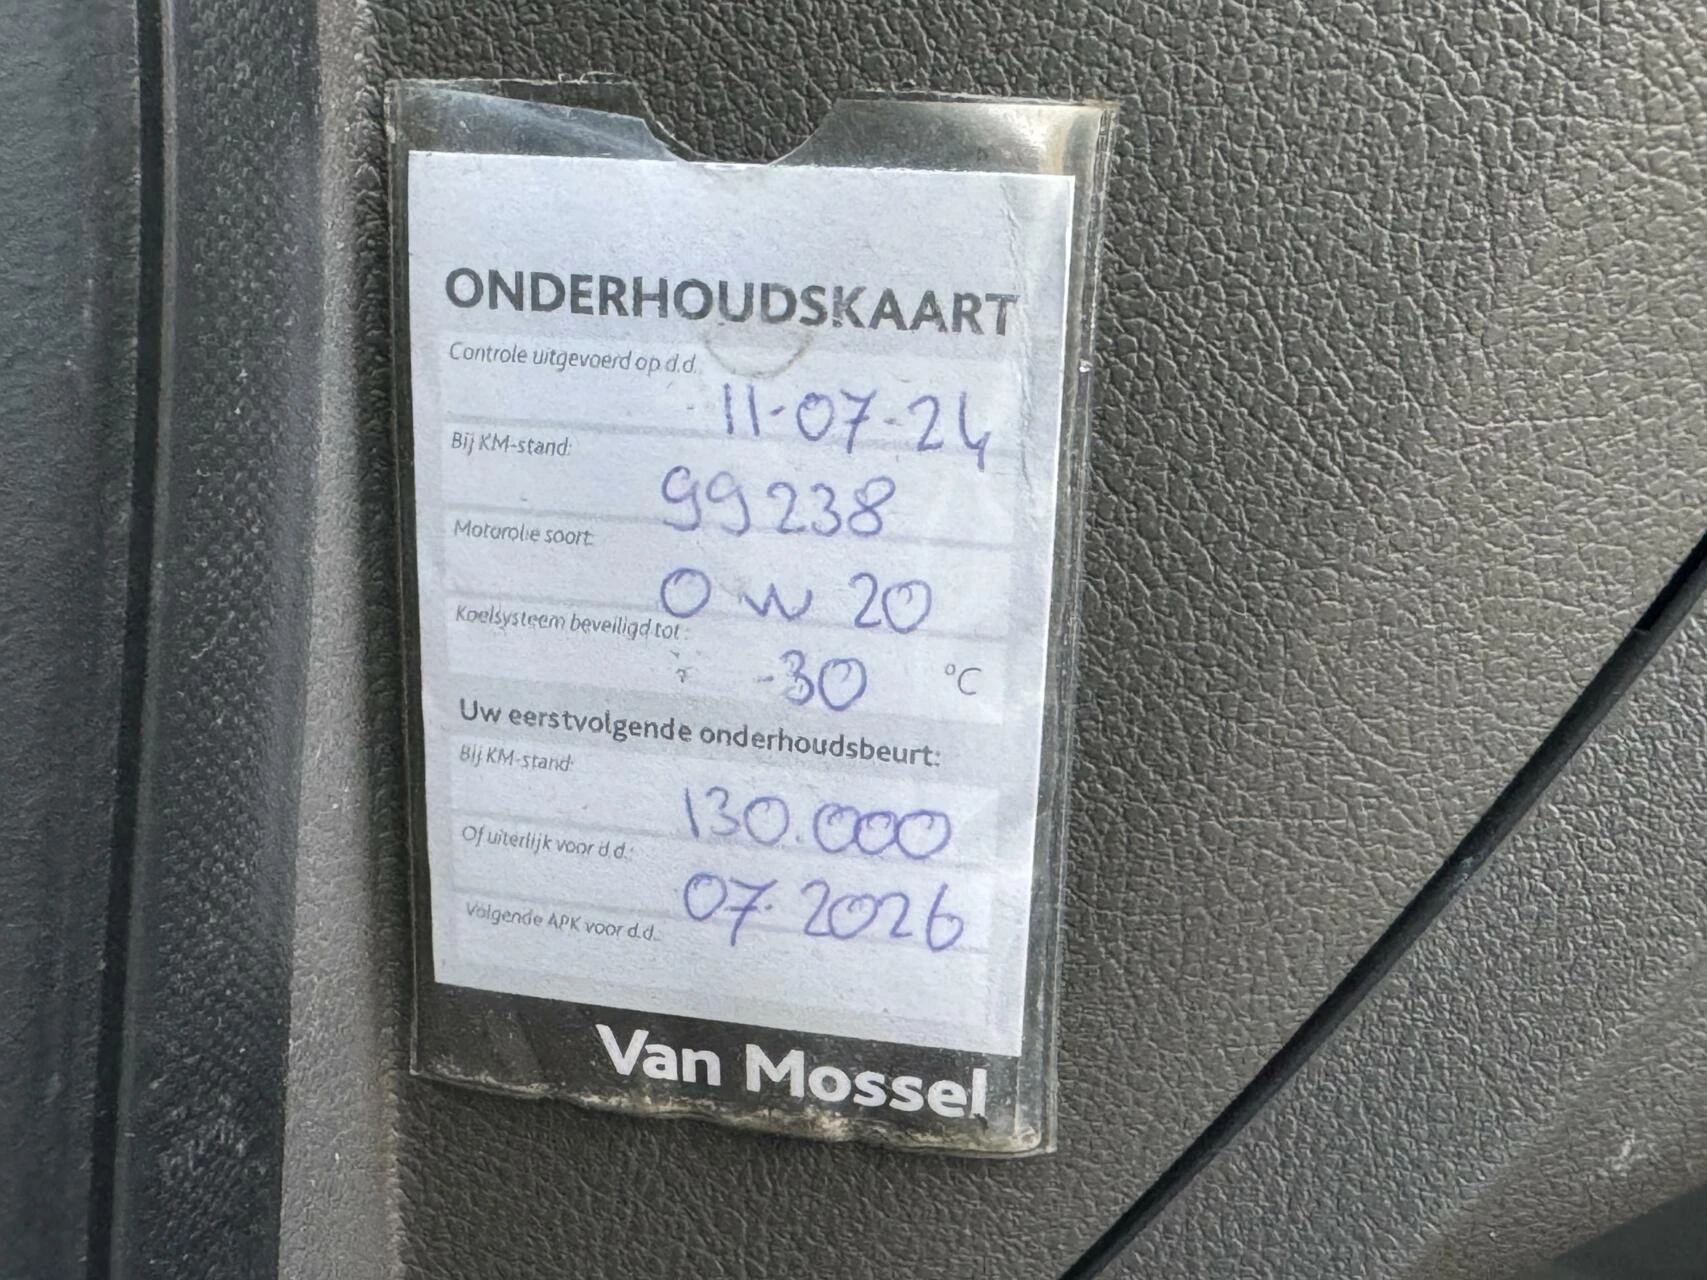 ONDERHOUDSKAART
Controle uitgevoerd op d.d.
11-07-24
Bij KM-stand:
99238
Motorolie soort:
0 W 20
Koelsysteem beveiligd tot :
-30 °C
Uw eerstvolgende onderhoudsbeurt:
Bij KM-stand:
130.000
Of uiterlijk voor d.d.:
07-2026
Volgende APK voor d.d.
Van Mossel